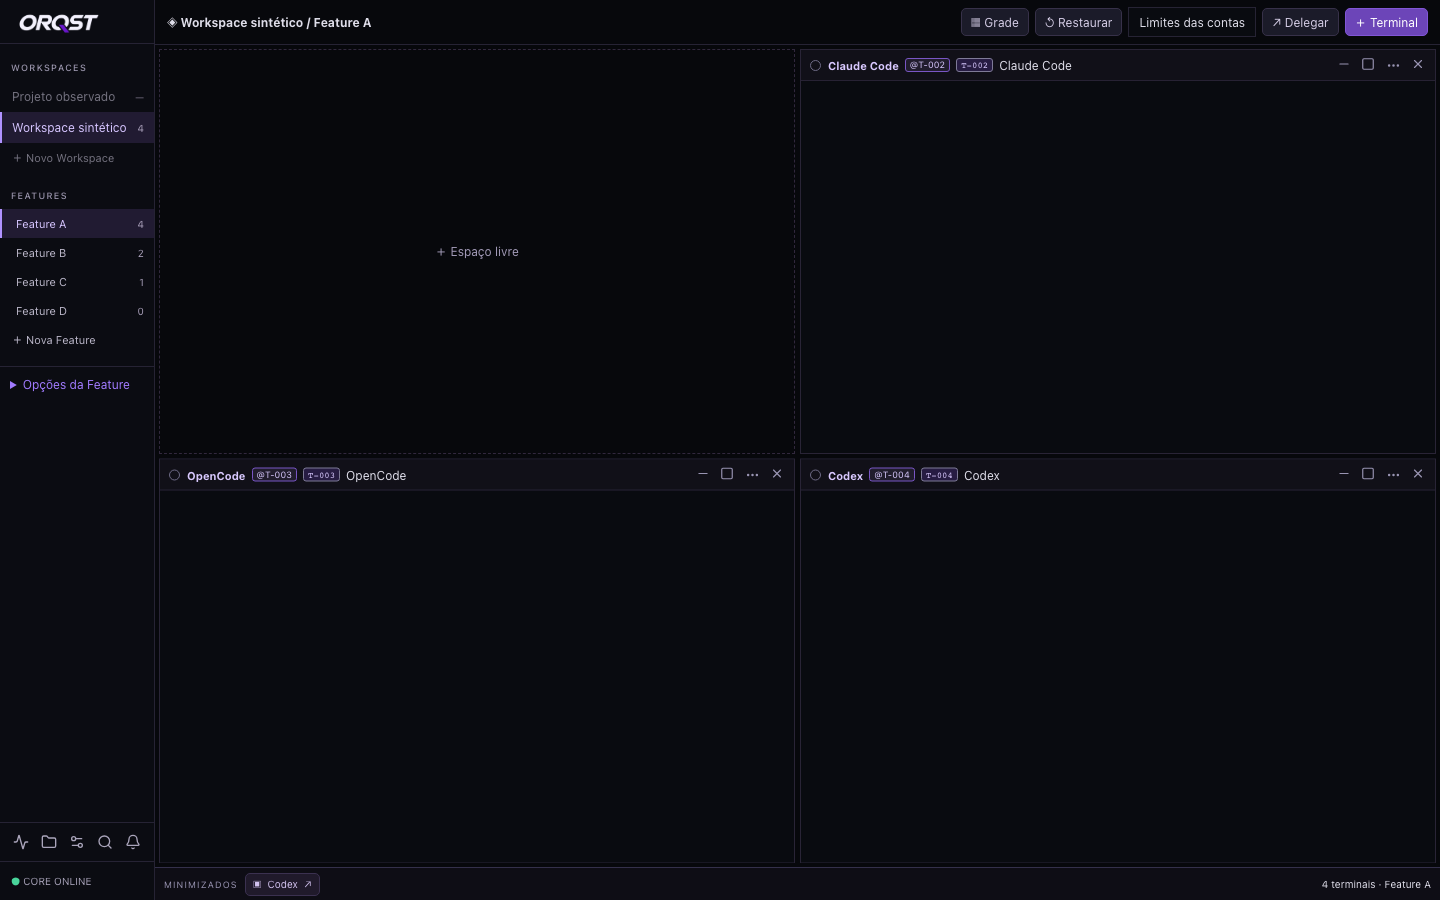 ORQST
◈ Workspace sintético / Feature A
▦ Grade
↺ Restaurar
Limites das contas
↗ Delegar
+ Terminal
WORKSPACES
Projeto observado —
Workspace sintético 4
+ Novo Workspace
FEATURES
Feature A 4
Feature B 2
Feature C 1
Feature D 0
+ Nova Feature
▶ Opções da Feature
+ Espaço livre
Claude Code @T-002 T-002 Claude Code
OpenCode @T-003 T-003 OpenCode
Codex @T-004 T-004 Codex
CORE ONLINE
MINIMIZADOS
▣ Codex ↗
4 terminais · Feature A